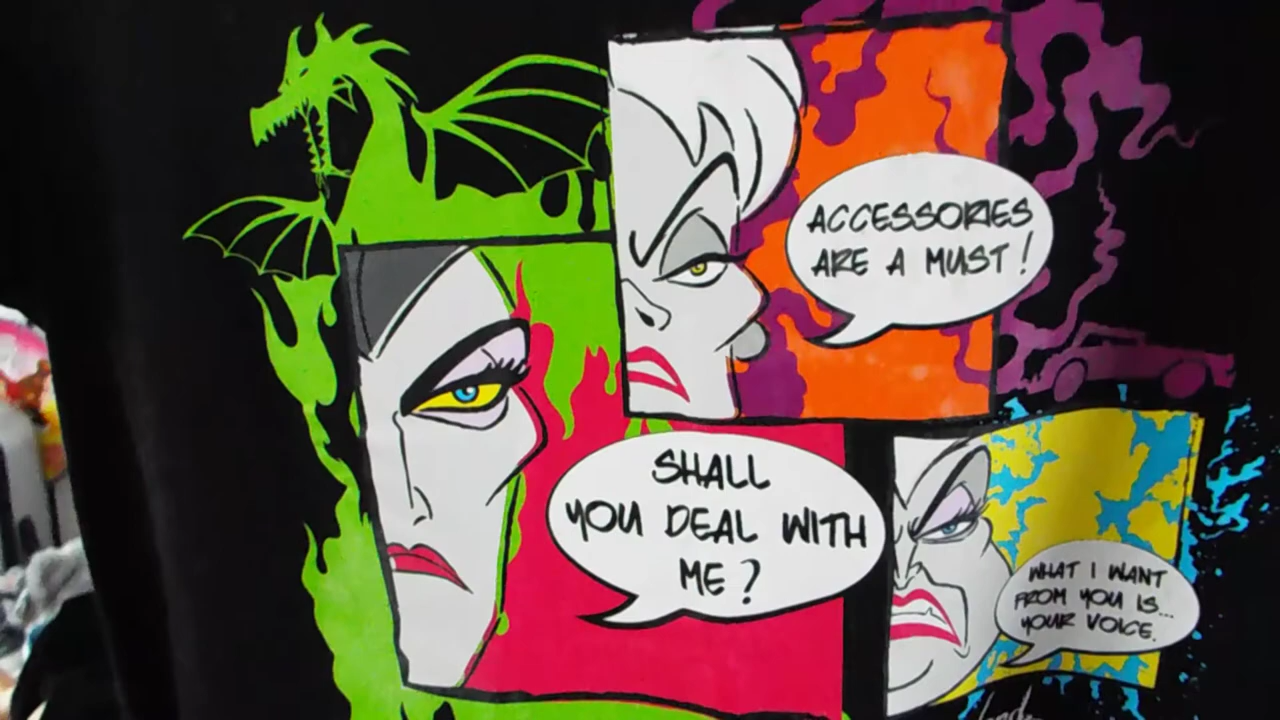 ACCESSORIES
ARE A MUST!
SHALL
YOU DEAL WITH
ME?
WHAT I WANT
FROM YOU IS...
YOUR VOICE.